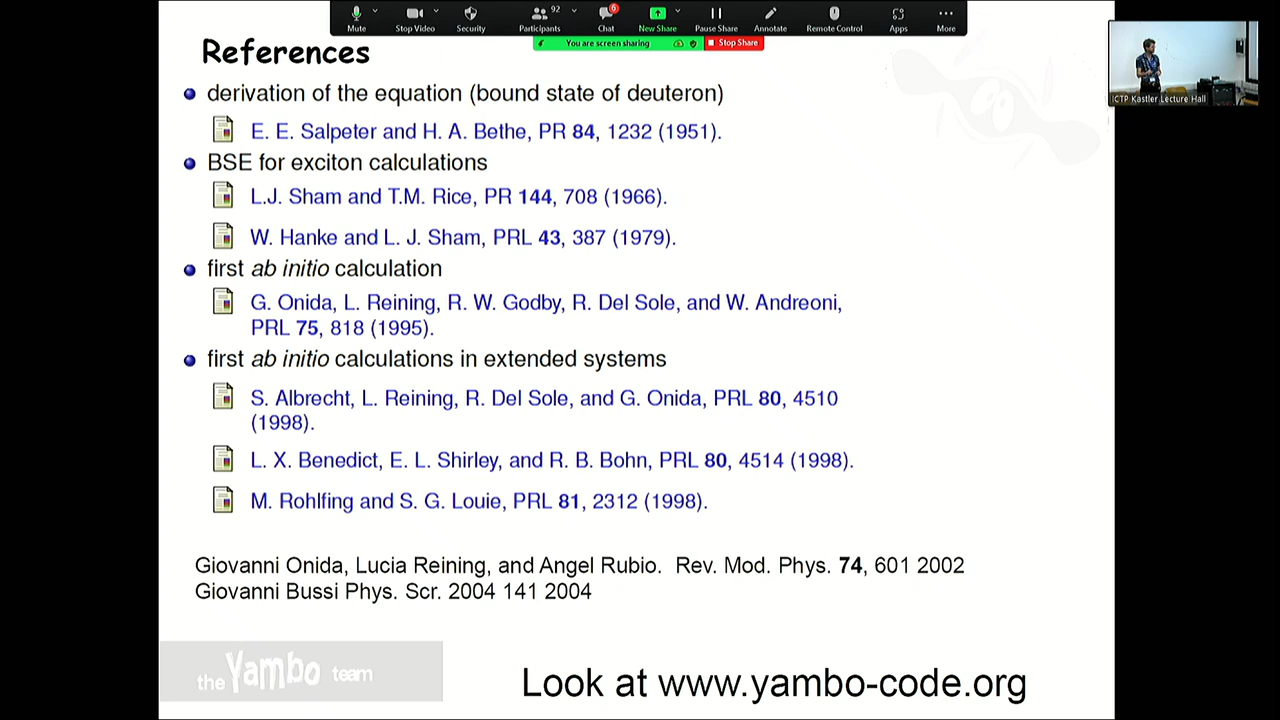 92
6
Mute
Stop Video
Security
Participants
Chat
New Share
Pause Share
Annotate
Remote Control
Apps
More
You are screen sharing
Stop Share
ICTP Kastler Lecture Hall
References
derivation of the equation (bound state of deuteron)
E. E. Salpeter and H. A. Bethe, PR 84, 1232 (1951).
BSE for exciton calculations
L.J. Sham and T.M. Rice, PR 144, 708 (1966).
W. Hanke and L. J. Sham, PRL 43, 387 (1979).
first ab initio calculation
G. Onida, L. Reining, R. W. Godby, R. Del Sole, and W. Andreoni,
PRL 75, 818 (1995).
first ab initio calculations in extended systems
S. Albrecht, L. Reining, R. Del Sole, and G. Onida, PRL 80, 4510
(1998).
L. X. Benedict, E. L. Shirley, and R. B. Bohn, PRL 80, 4514 (1998).
M. Rohlfing and S. G. Louie, PRL 81, 2312 (1998).
Giovanni Onida, Lucia Reining, and Angel Rubio. Rev. Mod. Phys. 74, 601 2002
Giovanni Bussi Phys. Scr. 2004 141 2004
the Yambo team
Look at www.yambo-code.org